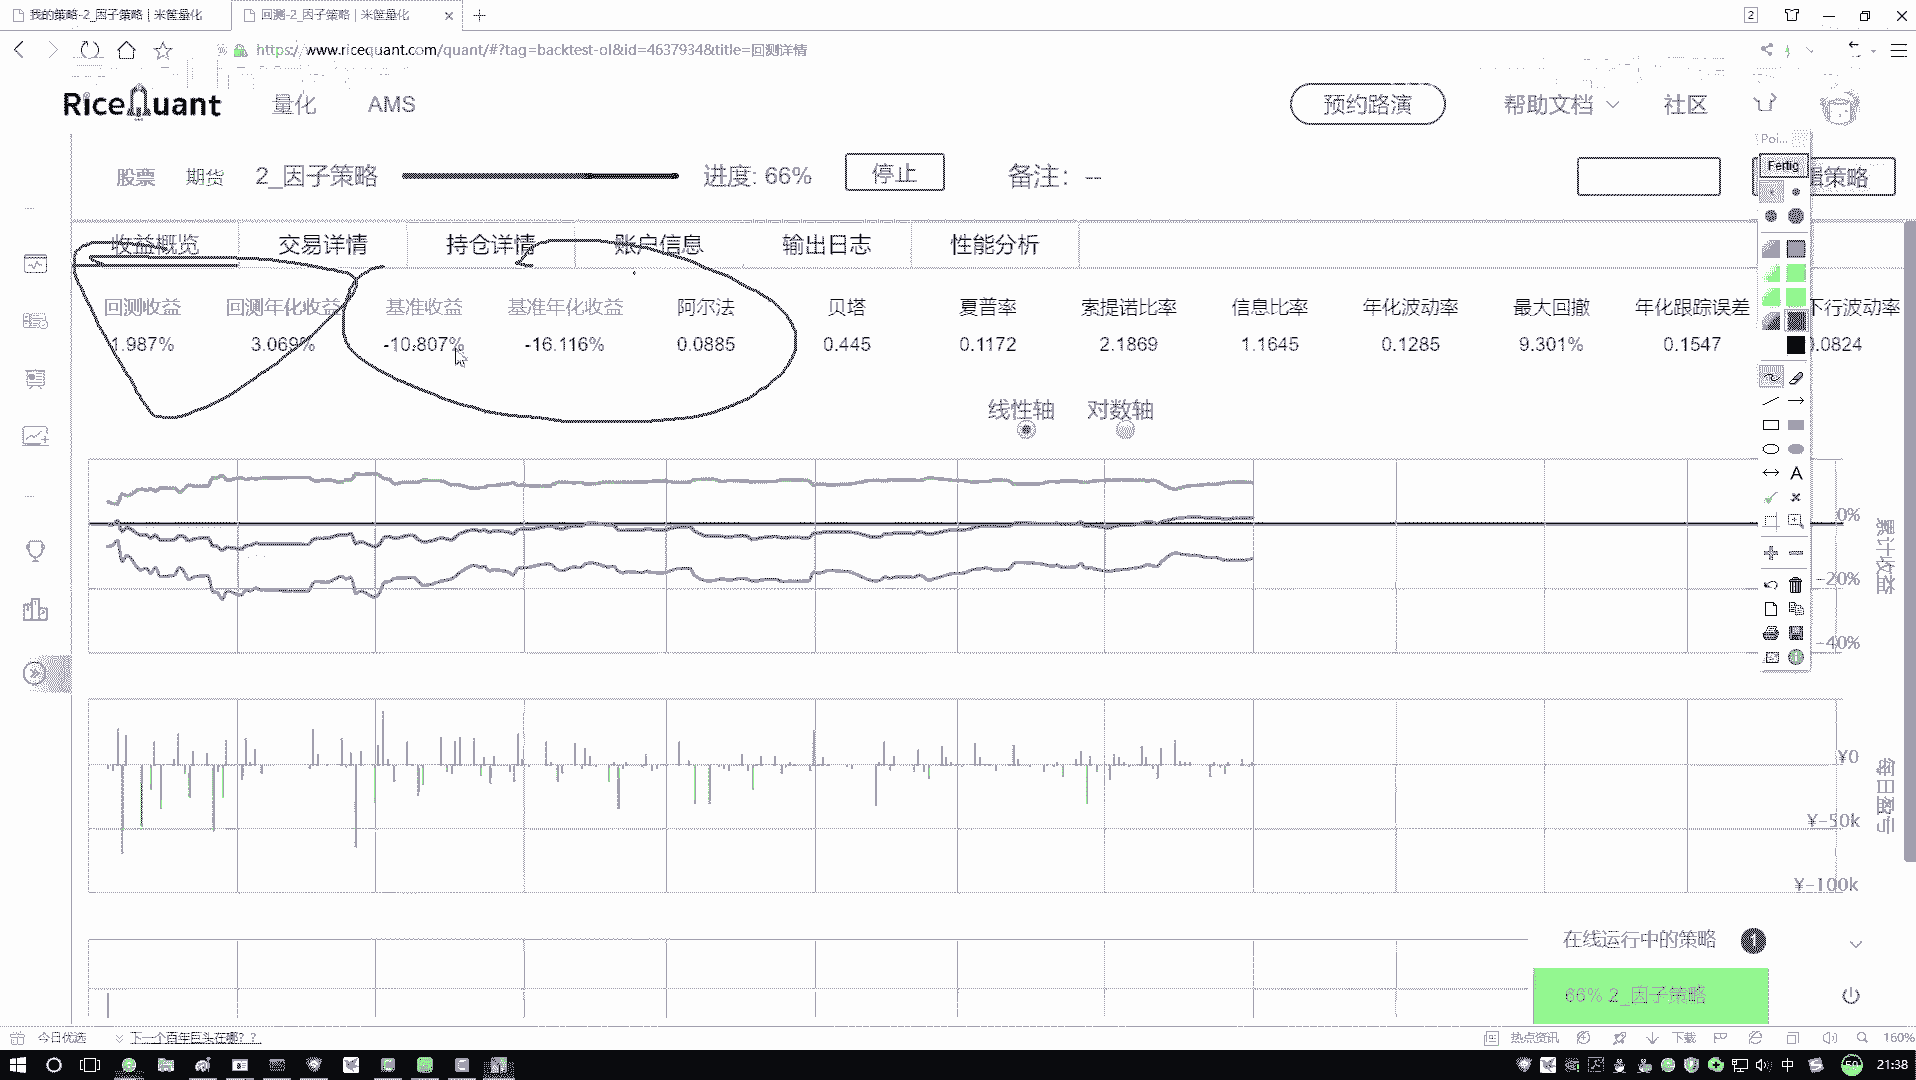 我的策略-2_因子策略 | 米筐量化
回测-2_因子策略 | 米筐量化
2
https://www.ricequant.com/quant/#?tag=backtest-ol&id=4637934&title=回测详情
RiceQuant
量化
AMS
预约路演
帮助文档
社区
Poi...
Fertig
股票
期货
2_因子策略
进度: 66%
停止
备注: --
策略
收益概览
交易详情
持仓详情
账户信息
输出日志
性能分析
回测收益 回测年化收益 基准收益 基准年化收益 阿尔法 贝塔 夏普率 索提诺比率 信息比率 年化波动率 最大回撤 年化跟踪误差 下行波动率
1.987% 3.069% -10.807% -16.116% 0.0885 0.445 0.1172 2.1869 1.1645 0.1285 9.301% 0.1547 0.0824
线性轴
对数轴
A
0%
累计收益
-20%
-40%
¥0
每日盈亏
¥-50k
¥-100k
在线运行中的策略
1
66% 2_因子策略
今日优选
下一个百年巨头在哪？？
热点资讯
下载
160%
中
59
21:38